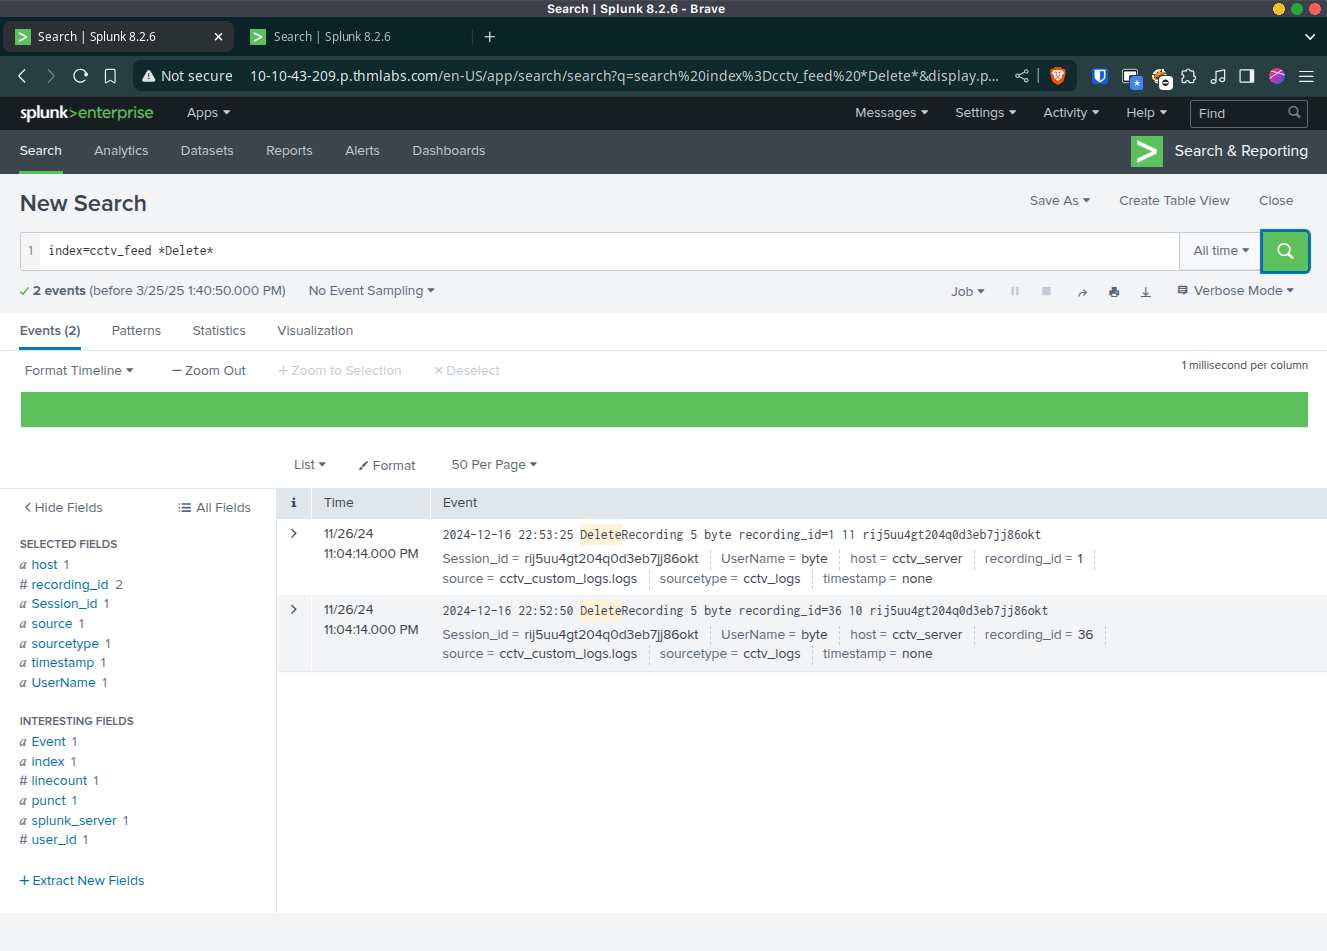 Search | Splunk 8.2.6 - Brave
Search | Splunk 8.2.6
Search | Splunk 8.2.6
Not secure 10-10-43-209.p.thmlabs.com/en-US/app/search/search?q=search%20index%3Dcctv_feed%20*Delete*&display.p...
splunk>enterprise Apps Messages Settings Activity Help Find
Search Analytics Datasets Reports Alerts Dashboards Search & Reporting
New Search
Save As Create Table View Close
1 index=cctv_feed *Delete* All time
2 events (before 3/25/25 1:40:50.000 PM) No Event Sampling Job Verbose Mode
Events (2) Patterns Statistics Visualization
Format Timeline — Zoom Out + Zoom to Selection × Deselect 1 millisecond per column
List Format 50 Per Page
Hide Fields All Fields
SELECTED FIELDS
a host 1
# recording_id 2
a Session_id 1
a source 1
a sourcetype 1
a timestamp 1
a UserName 1
INTERESTING FIELDS
a Event 1
a index 1
# linecount 1
a punct 1
a splunk_server 1
# user_id 1
+ Extract New Fields
i Time Event
11/26/24
11:04:14.000 PM
2024-12-16 22:53:25 DeleteRecording 5 byte recording_id=1 11 rij5uu4gt204q0d3eb7jj86okt
Session_id = rij5uu4gt204q0d3eb7jj86okt UserName = byte host = cctv_server recording_id = 1
source = cctv_custom_logs.logs sourcetype = cctv_logs timestamp = none
11/26/24
11:04:14.000 PM
2024-12-16 22:52:50 DeleteRecording 5 byte recording_id=36 10 rij5uu4gt204q0d3eb7jj86okt
Session_id = rij5uu4gt204q0d3eb7jj86okt UserName = byte host = cctv_server recording_id = 36
source = cctv_custom_logs.logs sourcetype = cctv_logs timestamp = none